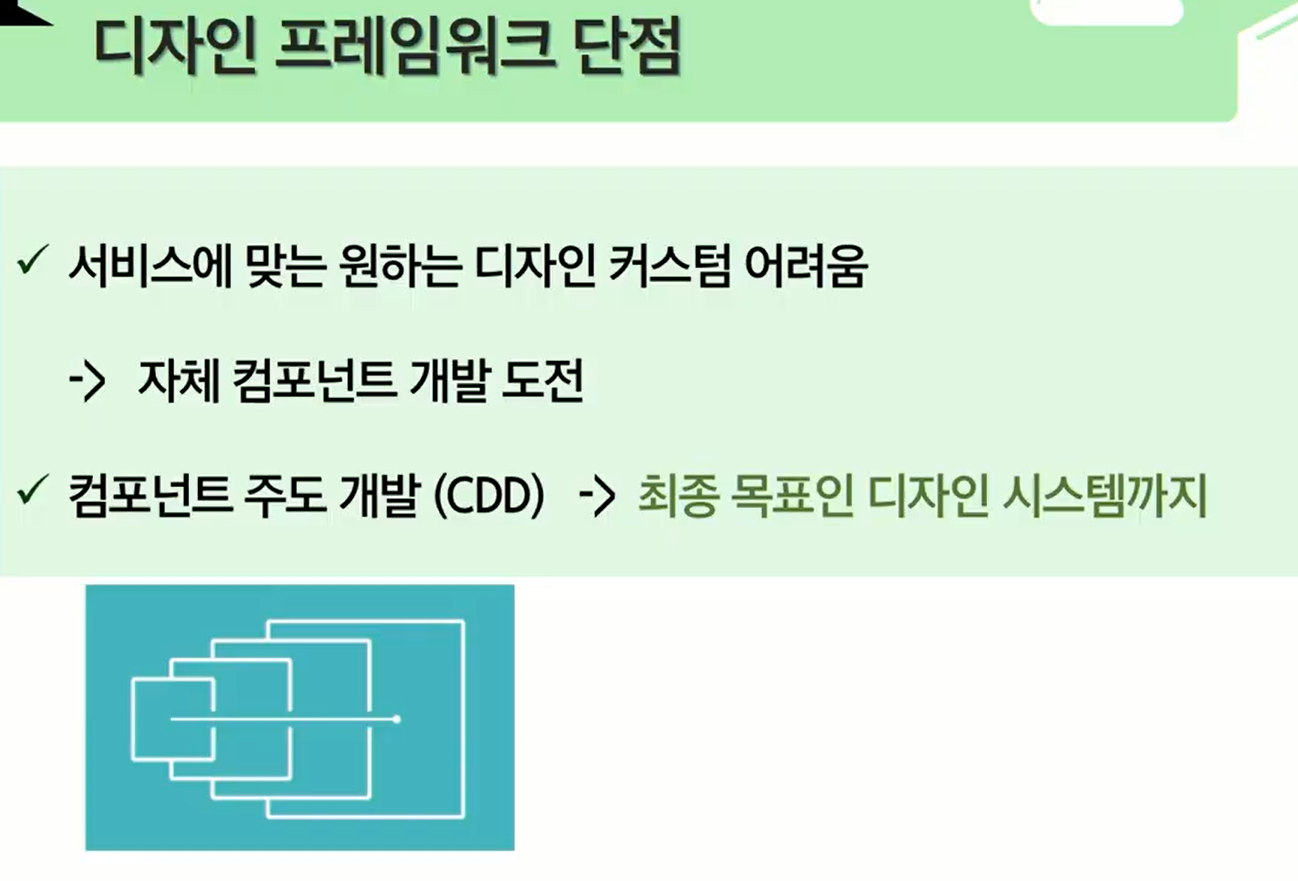 디자인 프레임워크 단점
✓ 서비스에 맞는 원하는 디자인 커스텀 어려움
-> 자체 컴포넌트 개발 도전
✓ 컴포넌트 주도 개발 (CDD) -> 최종 목표인 디자인 시스템까지